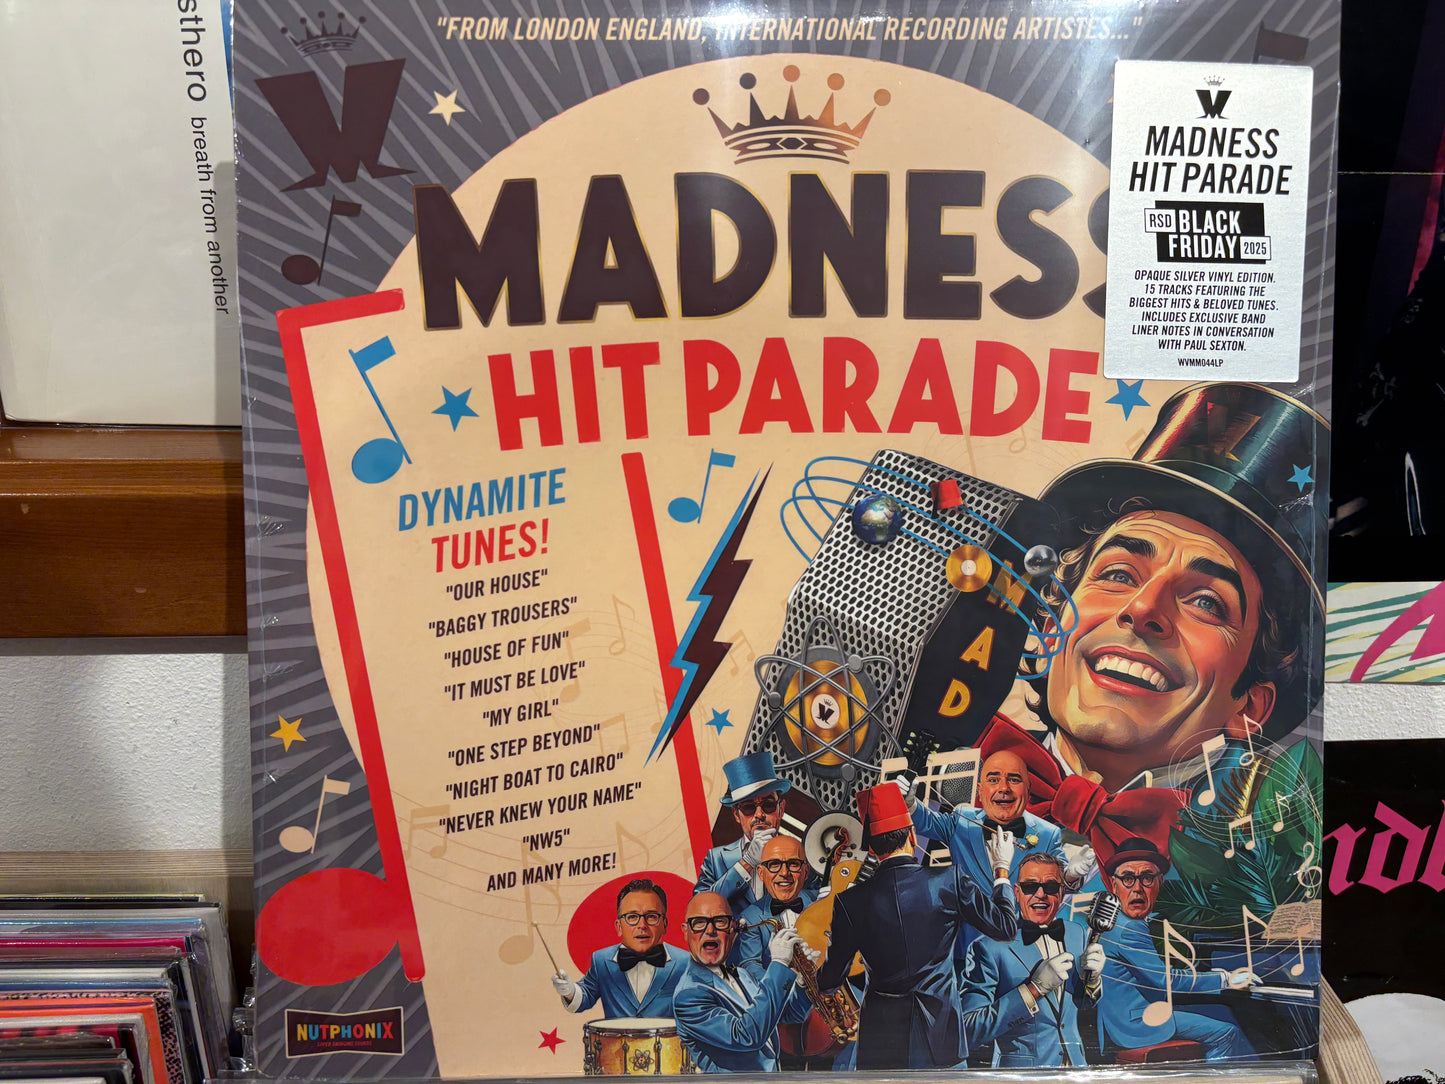 sthero breath from another
"FROM LONDON ENGLAND, INTERNATIONAL RECORDING ARTISTES..."
MADNESS
HIT PARADE
DYNAMITE
TUNES!
"OUR HOUSE"
"BAGGY TROUSERS"
"HOUSE OF FUN"
"IT MUST BE LOVE"
"MY GIRL"
"ONE STEP BEYOND"
"NIGHT BOAT TO CAIRO"
"NEVER KNEW YOUR NAME"
"NW5"
AND MANY MORE!
MAD
NUTPHONIX
SUPER SWINGING SOUNDS
MADNESS
HIT PARADE
RSD BLACK
FRIDAY 2025
OPAQUE SILVER VINYL EDITION.
15 TRACKS FEATURING THE
BIGGEST HITS & BELOVED TUNES.
INCLUDES EXCLUSIVE BAND
LINER NOTES IN CONVERSATION
WITH PAUL SEXTON.
WVMM044LP